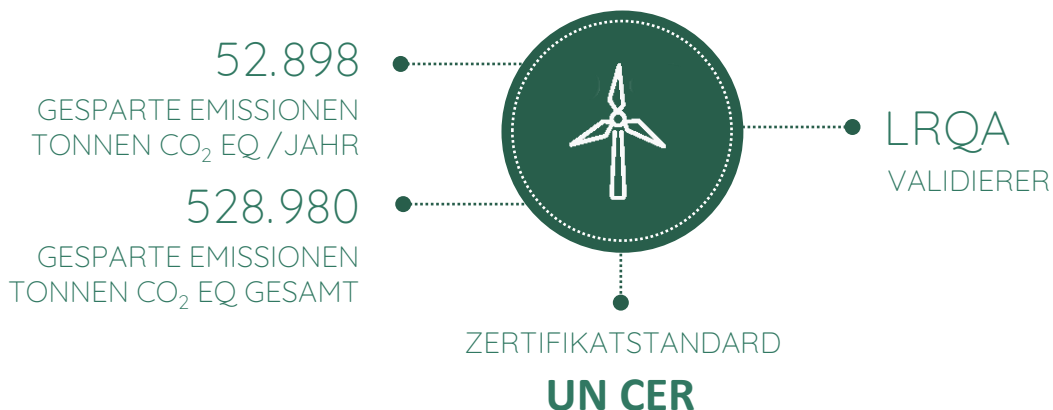 52.898
GESPARTE EMISSIONEN
TONNEN CO₂ EQ /JAHR
528.980
GESPARTE EMISSIONEN
TONNEN CO₂ EQ GESAMT
LRQA
VALIDIERER
ZERTIFIKATSTANDARD
UN CER